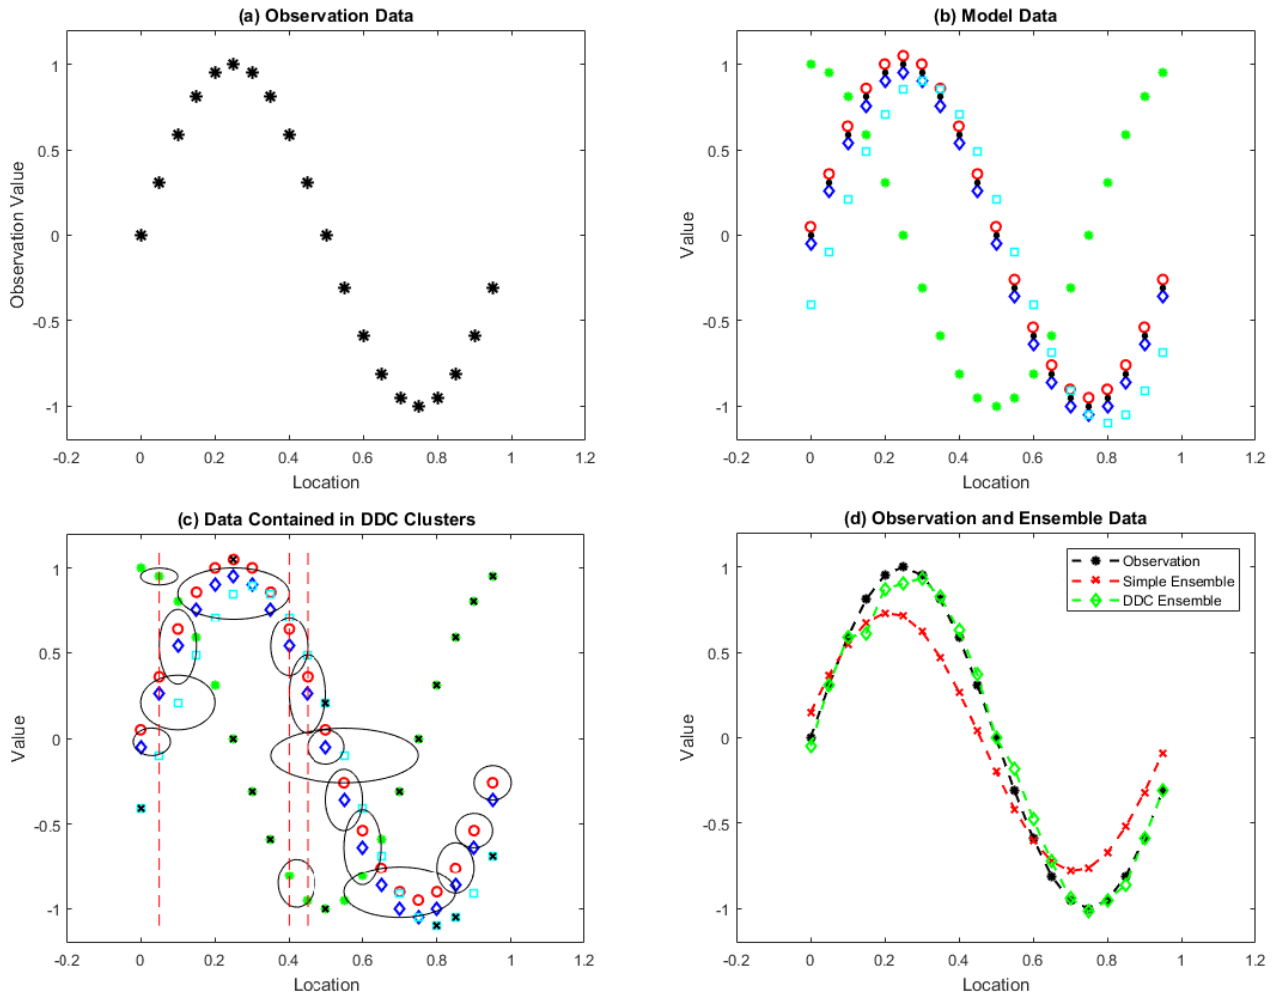 (a) Observation Data
1
0.5
0
-0.5
-1
Observation Value
-0.2 0 0.2 0.4 0.6 0.8 1 1.2
Location
(b) Model Data
1
0.5
0
-0.5
-1
Value
-0.2 0 0.2 0.4 0.6 0.8 1 1.2
Location
(c) Data Contained in DDC Clusters
1
0.5
0
-0.5
-1
Value
-0.2 0 0.2 0.4 0.6 0.8 1 1.2
Location
(d) Observation and Ensemble Data
Observation
Simple Ensemble
DDC Ensemble
1
0.5
0
-0.5
-1
Value
-0.2 0 0.2 0.4 0.6 0.8 1 1.2
Location